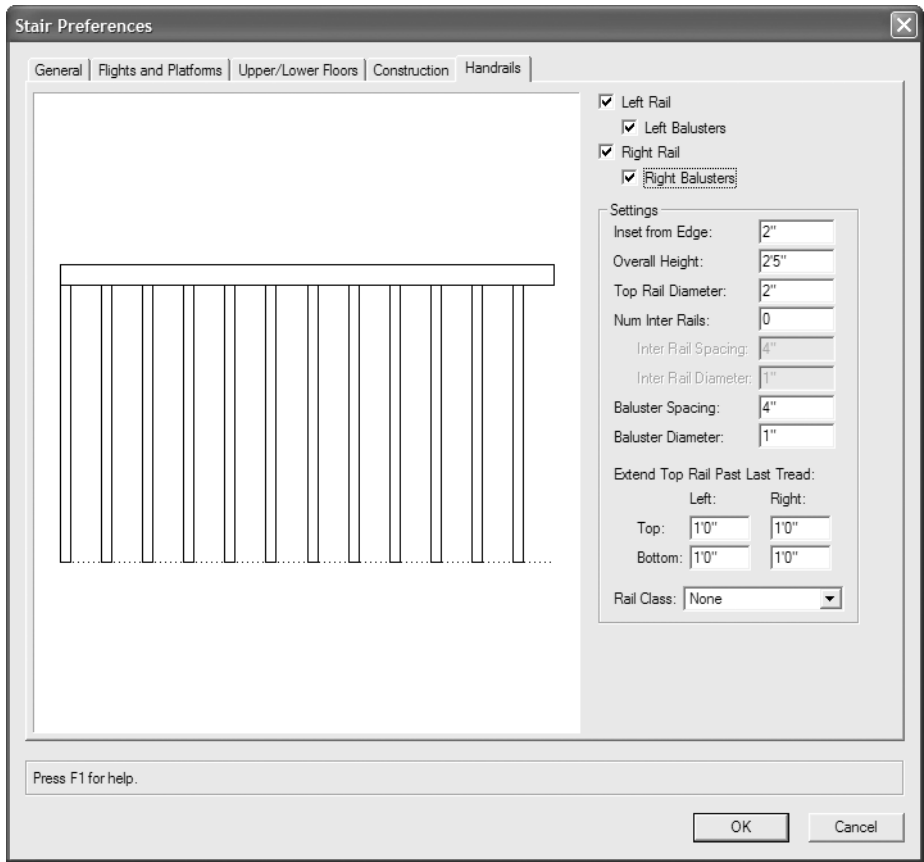 Stair Preferences
General Flights and Platforms Upper/Lower Floors Construction Handrails
Left Rail
Left Balusters
Right Rail
Right Balusters
Settings
Inset from Edge: 2"
Overall Height: 2'5"
Top Rail Diameter: 2"
Num Inter Rails: 0
Inter Rail Spacing: 4"
Inter Rail Diameter: 1"
Baluster Spacing: 4"
Baluster Diameter: 1"
Extend Top Rail Past Last Tread:
Left: Right:
Top: 1'0" 1'0"
Bottom: 1'0" 1'0"
Rail Class: None
Press F1 for help.
OK Cancel